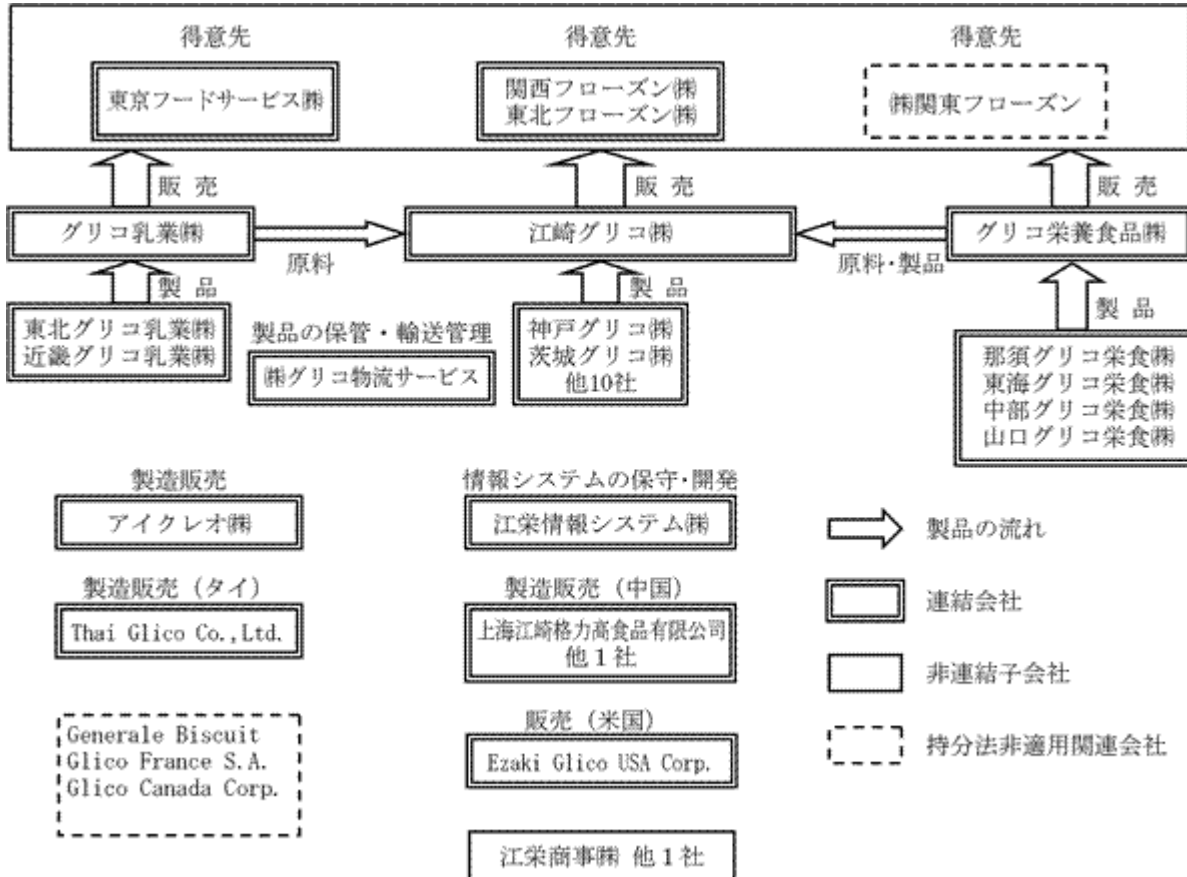 得意先
得意先
得意先
東京フードサービス㈱
関西フローズン㈱
東北フローズン㈱
㈱関東フローズン
販 売
販 売
販 売
グリコ乳業㈱
江崎グリコ㈱
グリコ栄養食品㈱
原料
原料・製品
製 品
製 品
製 品
東北グリコ乳業㈱
近畿グリコ乳業㈱
製品の保管・輸送管理
㈱グリコ物流サービス
神戸グリコ㈱
茨城グリコ㈱
他10社
那須グリコ栄食㈱
東海グリコ栄食㈱
中部グリコ栄食㈱
山口グリコ栄食㈱
製造販売
アイクレオ㈱
情報システムの保守・開発
江栄情報システム㈱
製品の流れ
製造販売（タイ）
Thai Glico Co.,Ltd.
製造販売（中国）
上海江崎格力高食品有限公司
他１社
連結会社
非連結子会社
Generale Biscuit
Glico France S.A.
Glico Canada Corp.
販売（米国）
Ezaki Glico USA Corp.
持分法非適用関連会社
江栄商事㈱ 他１社